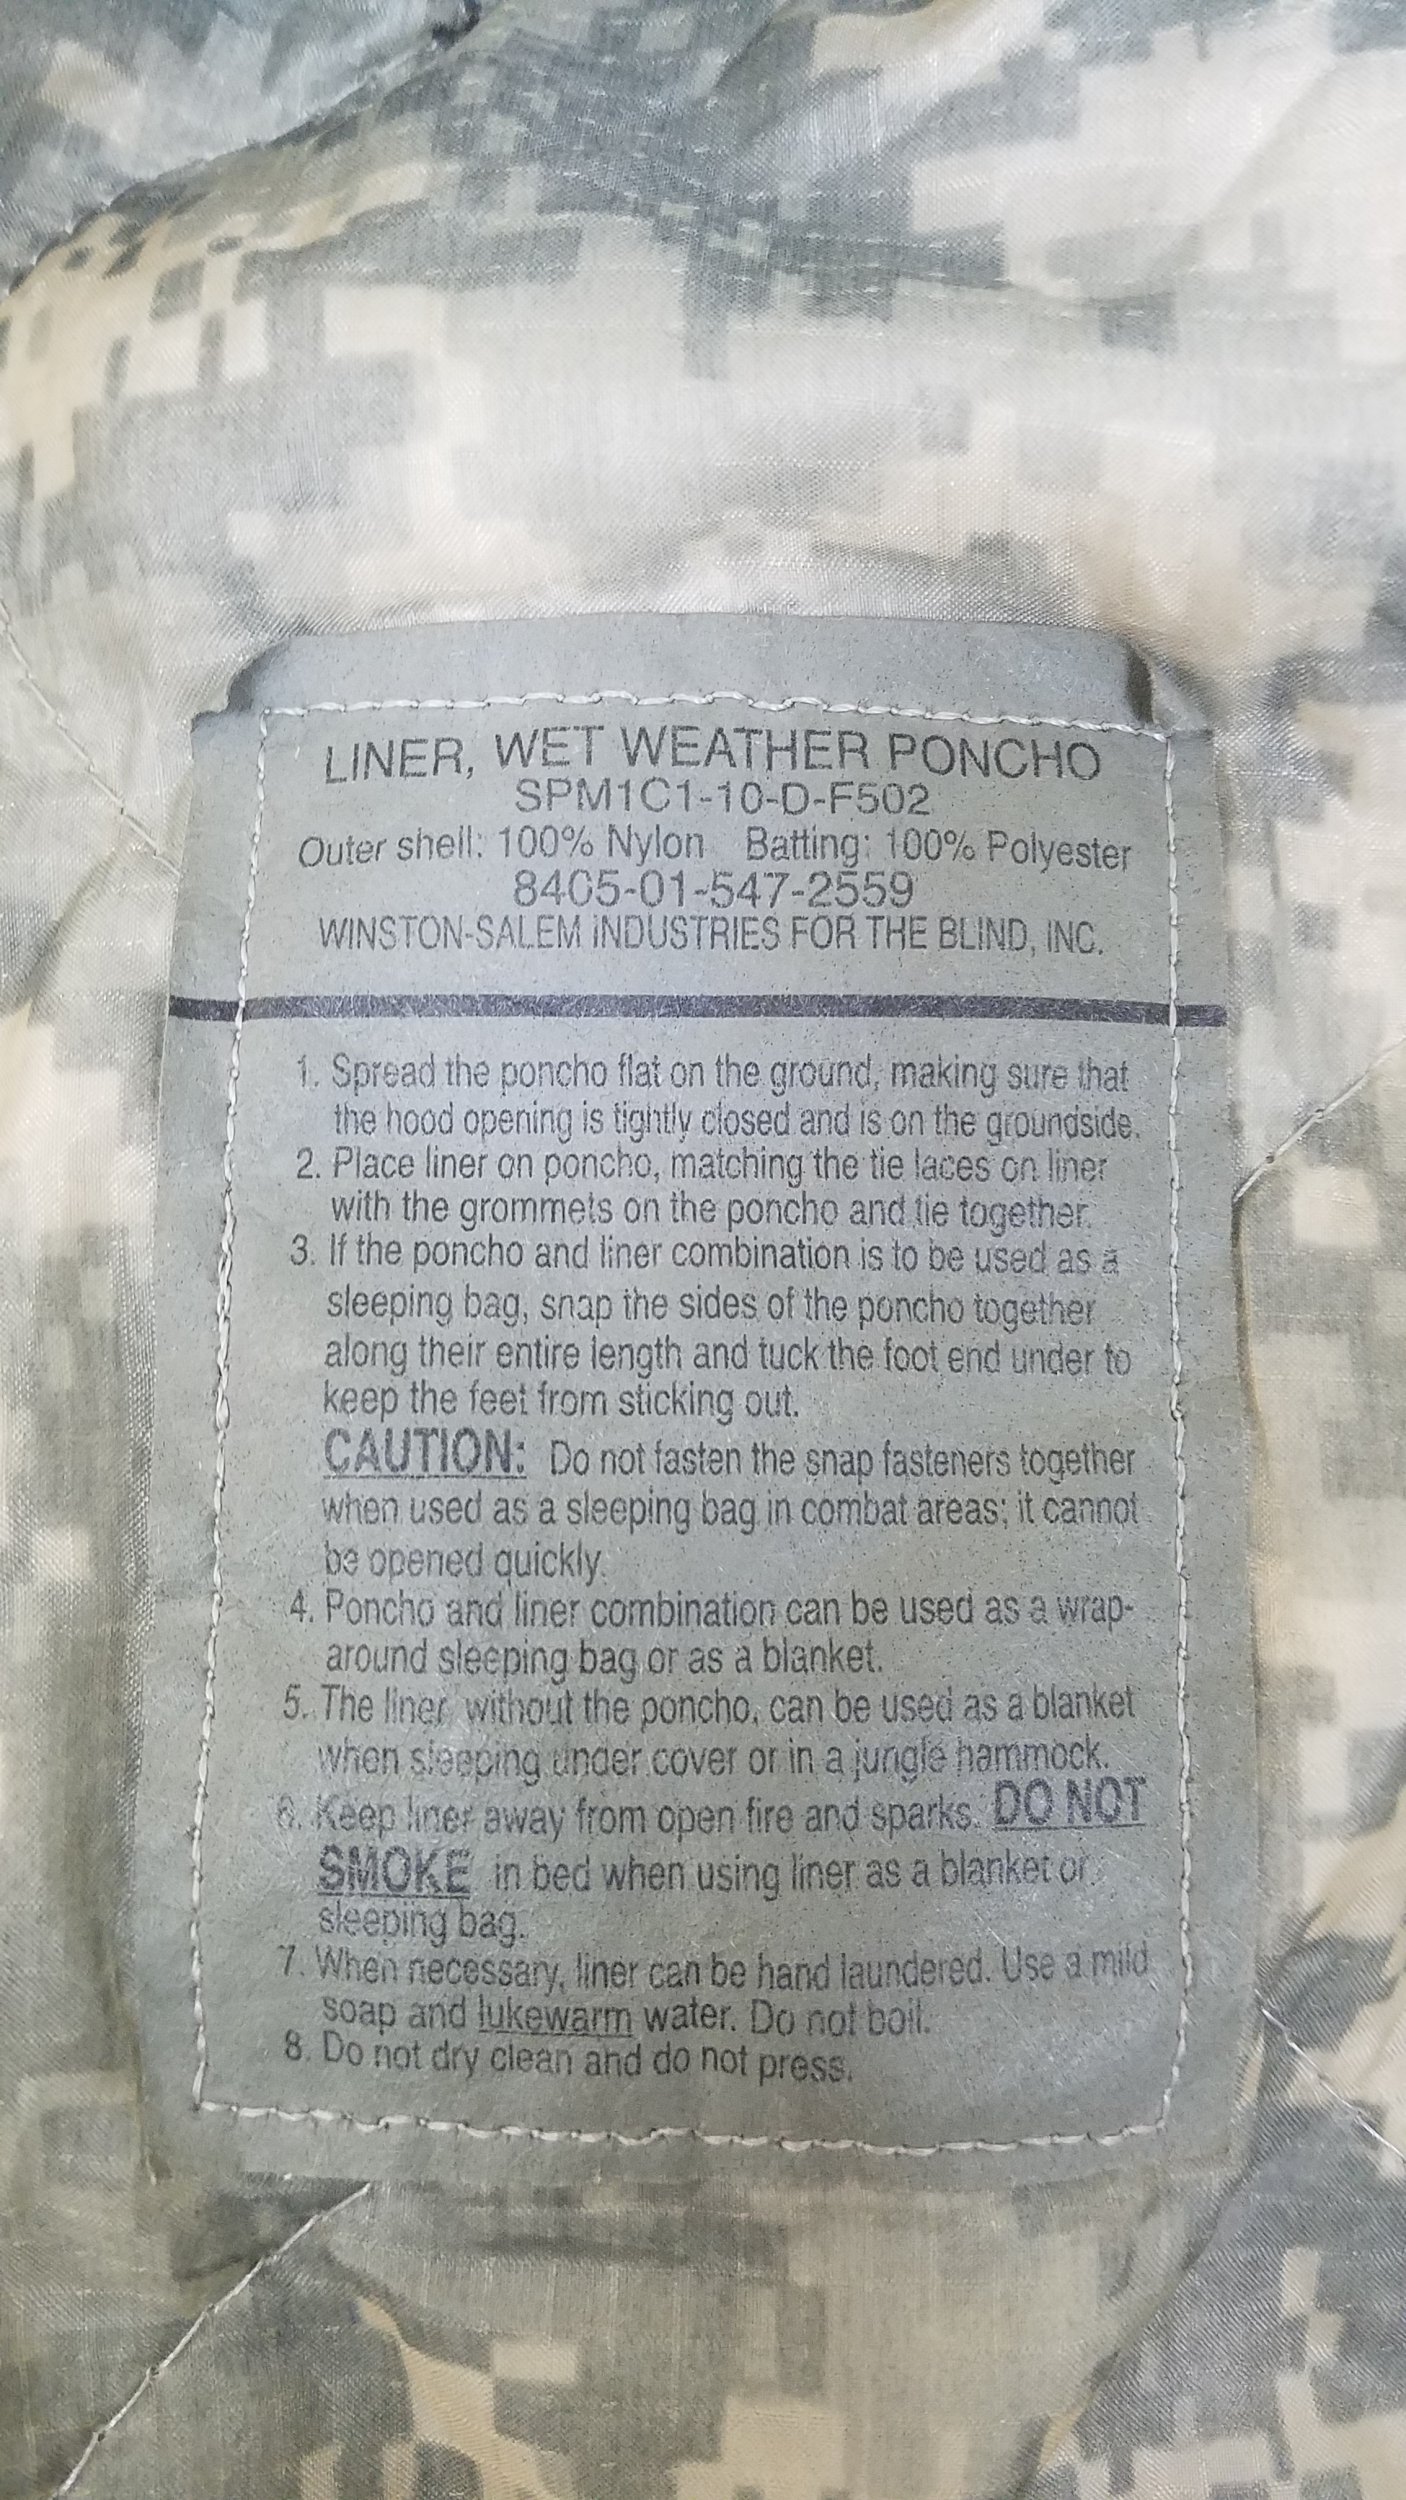 LINER, WET WEATHER PONCHO
SPM1C1-10-D-F502
Outer shell: 100% Nylon Batting: 100% Polyester
8405-01-547-2559
WINSTON-SALEM INDUSTRIES FOR THE BLIND, INC.
1. Spread the poncho flat on the ground, making sure that
the hood opening is tightly closed and is on the groundside.
2. Place liner on poncho, matching the tie laces on liner
with the grommets on the poncho and tie together.
3. If the poncho and liner combination is to be used as a
sleeping bag, snap the sides of the poncho together
along their entire length and tuck the foot end under to
keep the feet from sticking out.
CAUTION: Do not fasten the snap fasteners together
when used as a sleeping bag in combat areas; it cannot
be opened quickly.
4. Poncho and liner combination can be used as a wrap-
around sleeping bag or as a blanket.
5. The liner, without the poncho, can be used as a blanket
when sleeping under cover or in a jungle hammock.
6. Keep liner away from open fire and sparks. DO NOT
SMOKE in bed when using liner as a blanket or
sleeping bag.
7. When necessary, liner can be hand laundered. Use a mild
soap and lukewarm water. Do not boil.
8. Do not dry clean and do not press.